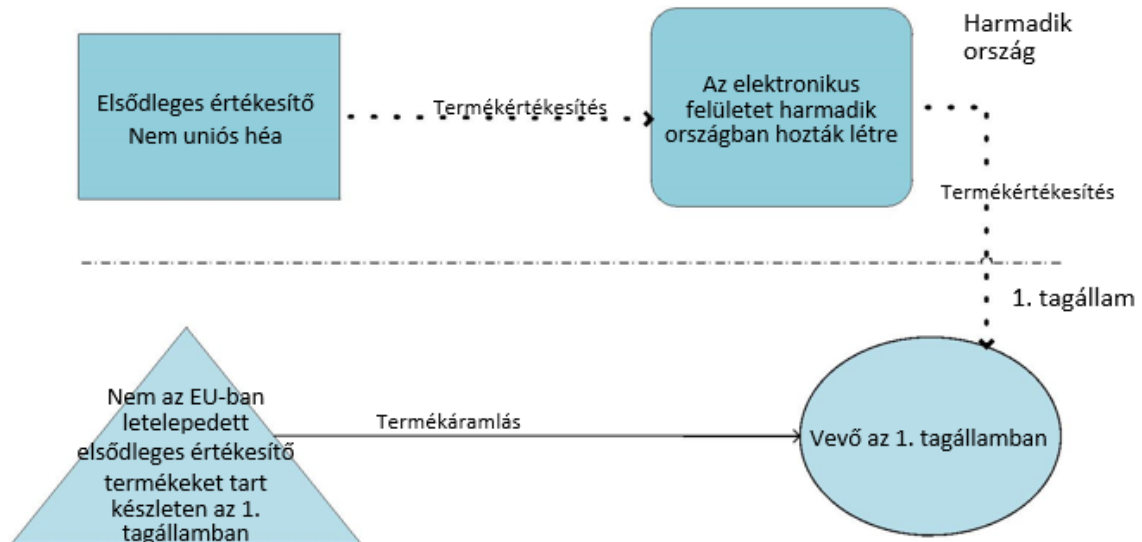 Harmadik
ország
Elsődleges értékesítő
Nem uniós héa
Termékértékesítés
Az elektronikus
felületet harmadik
országban hozták létre
Termékértékesítés
1. tagállam
Nem az EU-ban
letelepedett
elsődleges értékesítő
termékeket tart
készleten az 1.
tagállamban
Termékáramlás
Vevő az 1. tagállamban